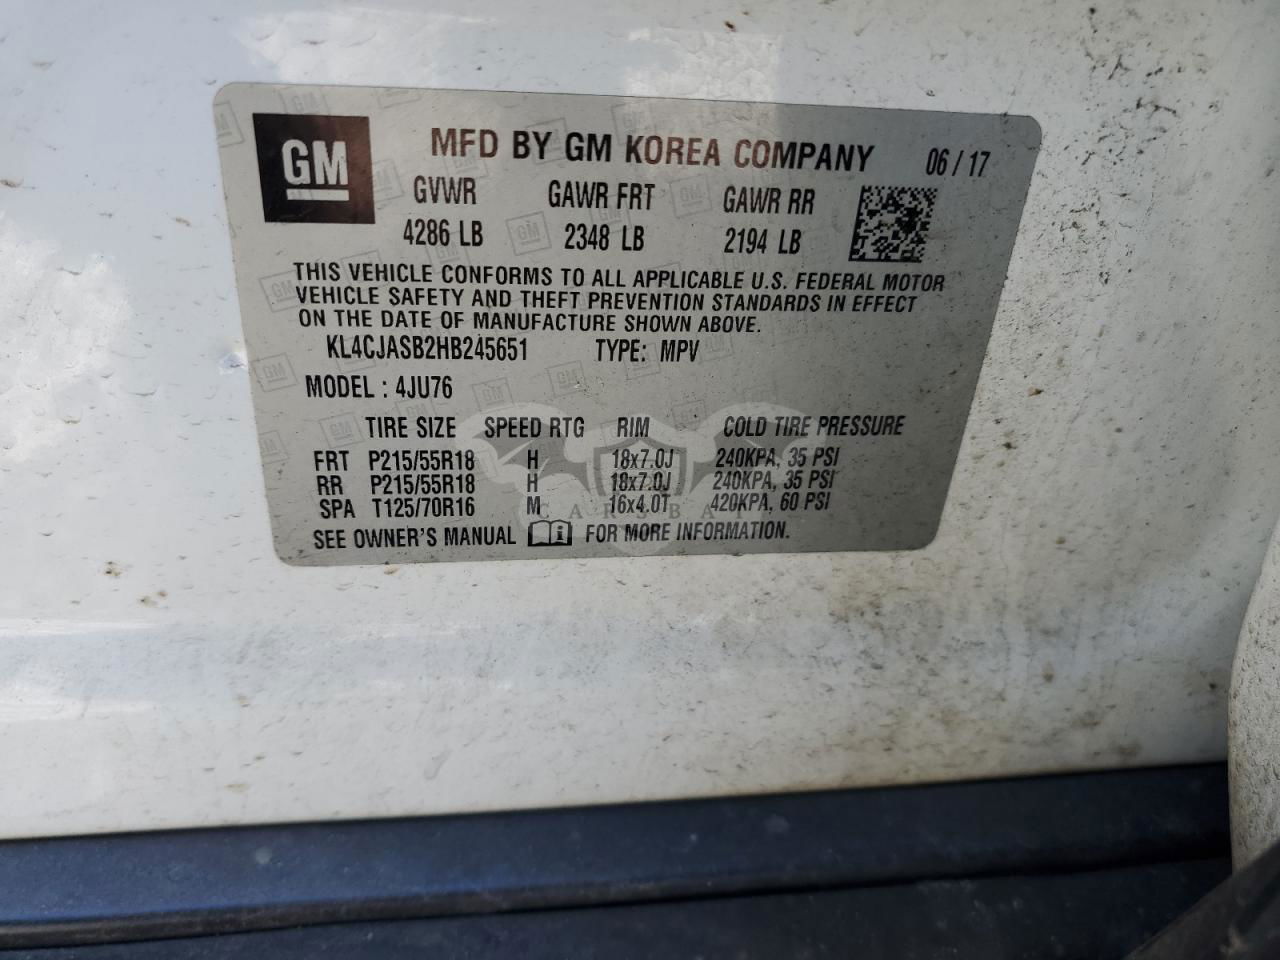 GM
MFD BY GM KOREA COMPANY 06 / 17
GVWR GAWR FRT GAWR RR
4286 LB 2348 LB 2194 LB
THIS VEHICLE CONFORMS TO ALL APPLICABLE U.S. FEDERAL MOTOR
VEHICLE SAFETY AND THEFT PREVENTION STANDARDS IN EFFECT
ON THE DATE OF MANUFACTURE SHOWN ABOVE.
KL4CJASB2HB245651 TYPE: MPV
MODEL : 4JU76
TIRE SIZE SPEED RTG RIM COLD TIRE PRESSURE
FRT P215/55R18 H 18x7.0J 240KPA, 35 PSI
RR P215/55R18 H 18x7.0J 240KPA, 35 PSI
SPA T125/70R16 M 16x4.0T 420KPA, 60 PSI
CARSBAT
SEE OWNER'S MANUAL i FOR MORE INFORMATION.